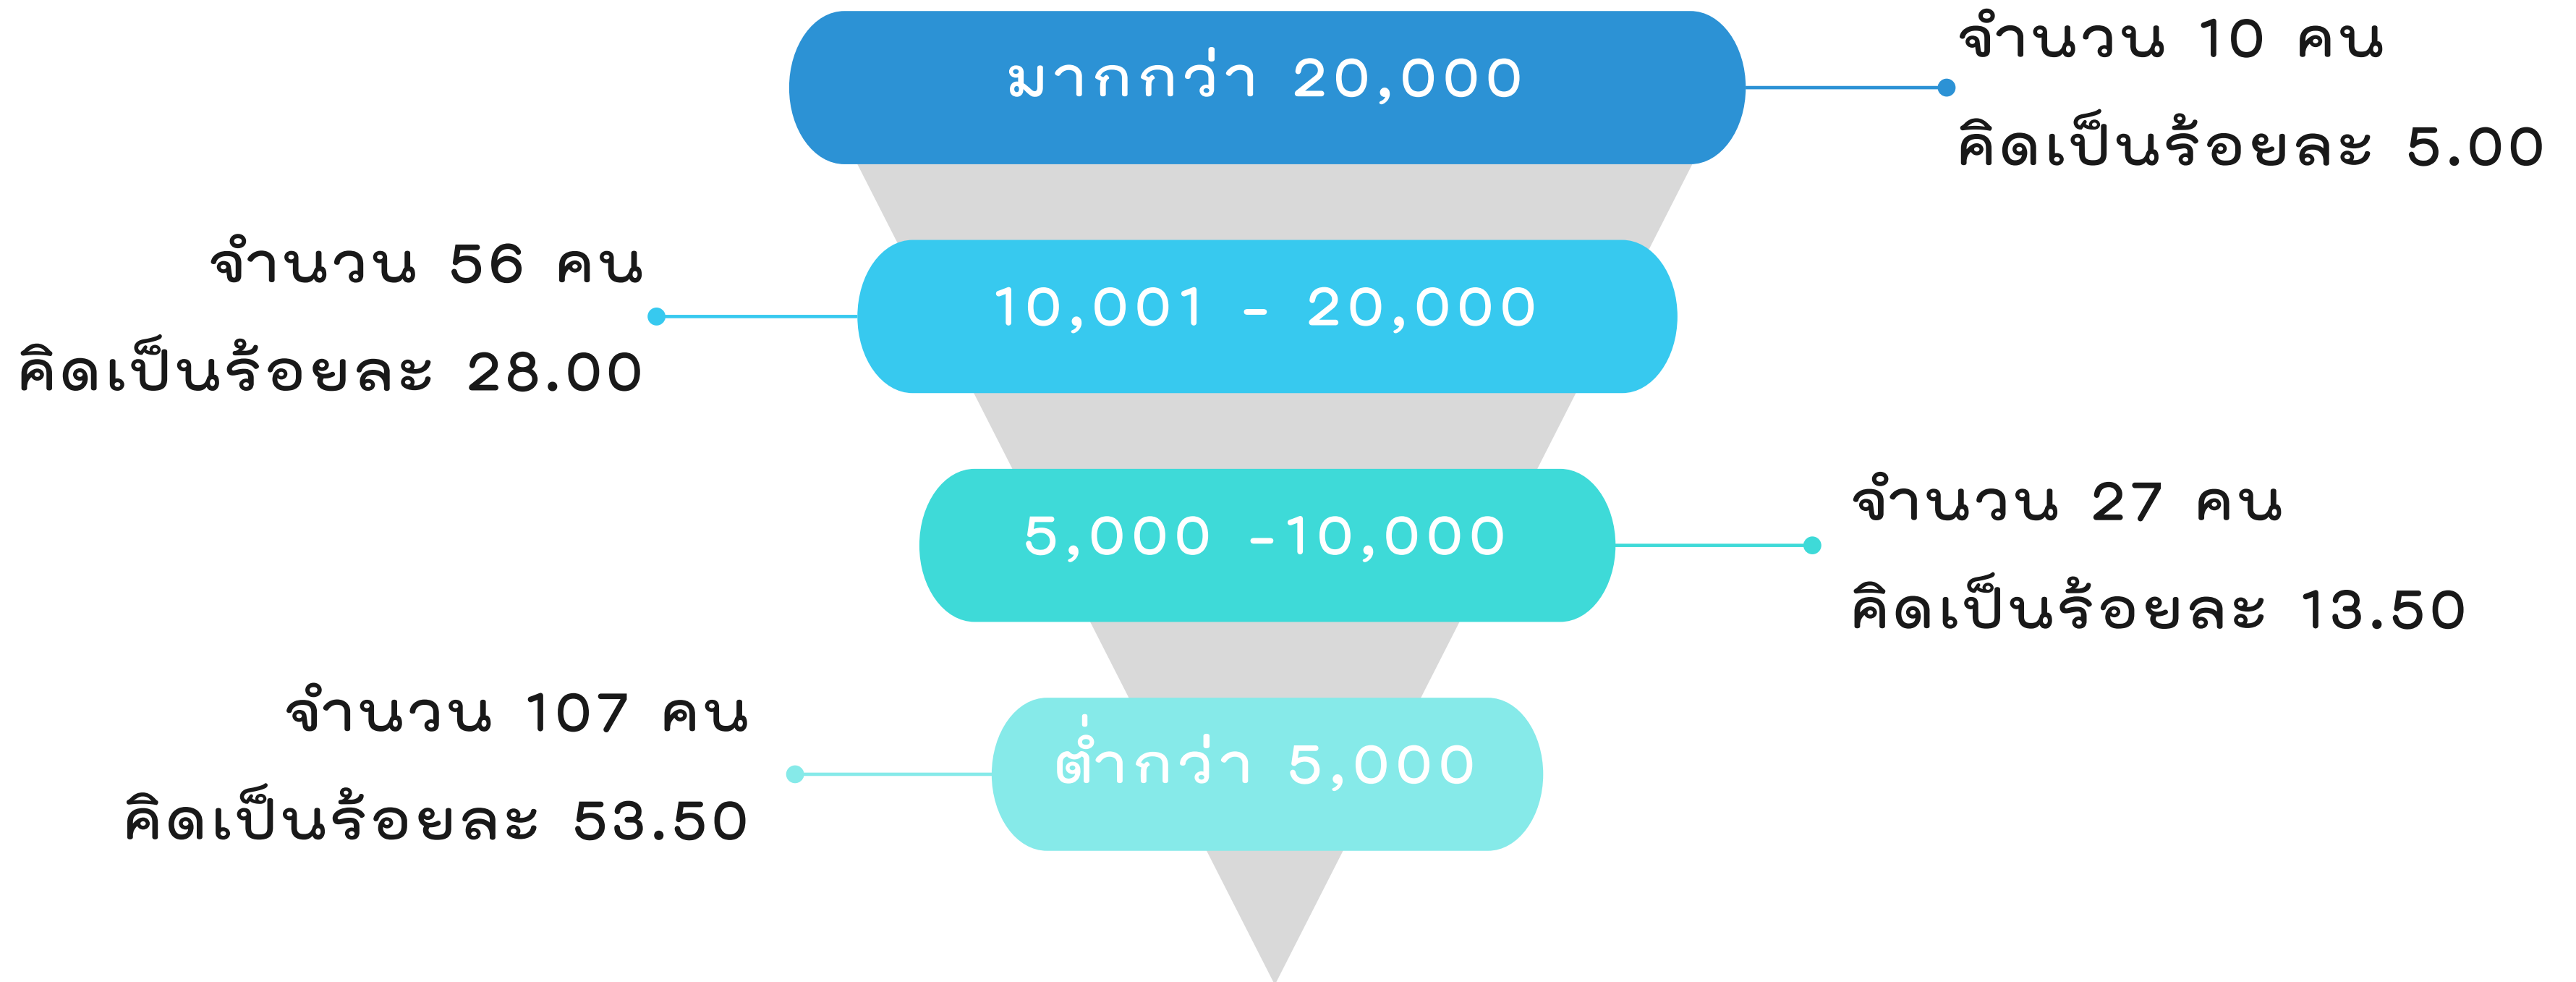 มากกว่า 20,000
จำนวน 10 คน
คิดเป็นร้อยละ 5.00
จำนวน 56 คน
คิดเป็นร้อยละ 28.00
10,001 - 20,000
5,000 -10,000
จำนวน 27 คน
คิดเป็นร้อยละ 13.50
จำนวน 107 คน
คิดเป็นร้อยละ 53.50
ต่ำกว่า 5,000